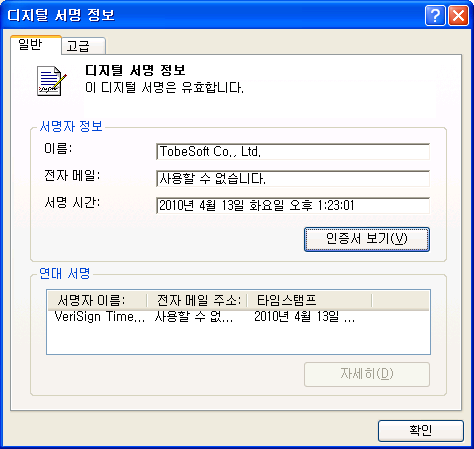 디지털 서명 정보
일반 고급
디지털 서명 정보
이 디지털 서명은 유효합니다.
서명자 정보
이름: TobeSoft Co., Ltd.
전자 메일: 사용할 수 없습니다.
서명 시간: 2010년 4월 13일 화요일 오후 1:23:01
인증서 보기(V)
연대 서명
서명자 이름: 전자 메일 주소: 타임스탬프
VeriSign Time... 사용할 수 없... 2010년 4월 13일 ...
자세히(D)
확인